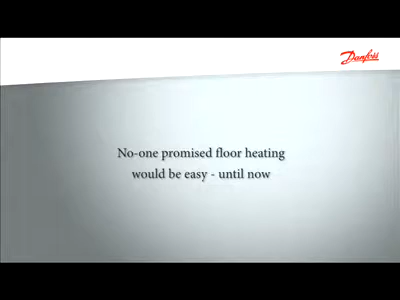 Danfoss
No-one promised floor heating
would be easy - until now